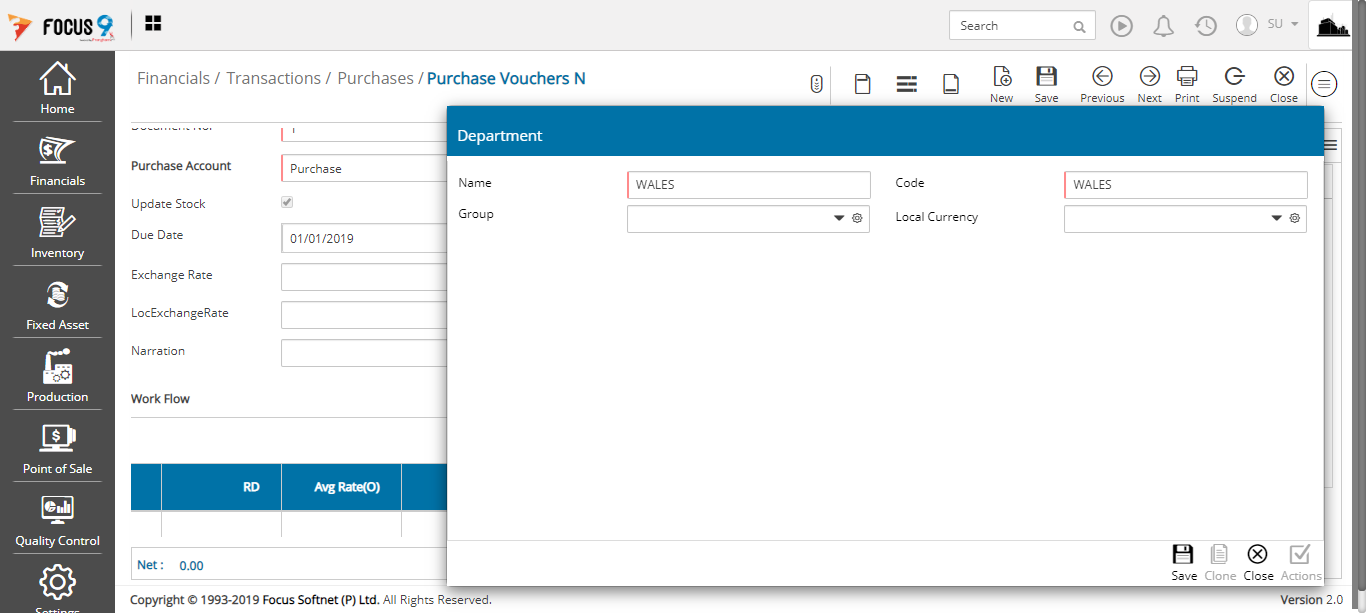 FOCUS 9
Search
SU
Home
Financials
Inventory
Fixed Asset
Production
Point of Sale
Quality Control
Settings
Financials / Transactions / Purchases / Purchase Vouchers N
New
Save
Previous
Next
Print
Suspend
Close
Document No.
1
Purchase Account
Purchase
Update Stock
Due Date
01/01/2019
Exchange Rate
LocExchangeRate
Narration
Work Flow
RD
Avg Rate(O)
Net : 0.00
Department
Name
WALES
Code
WALES
Group
Local Currency
Save
Clone
Close
Actions
Copyright © 1993-2019 Focus Softnet (P) Ltd. All Rights Reserved.
Version 2.0